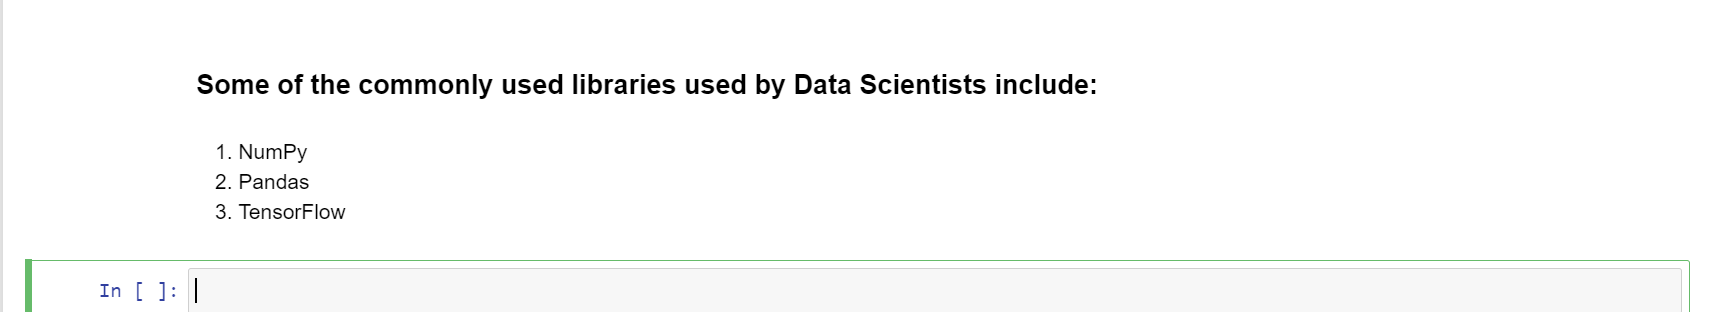 Some of the commonly used libraries used by Data Scientists include:
1. NumPy
2. Pandas
3. TensorFlow
In [ ]: